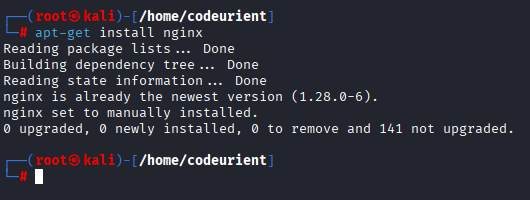 ┌──(root㉿kali)-[/home/codeurient]
└─# apt-get install nginx
Reading package lists... Done
Building dependency tree... Done
Reading state information... Done
nginx is already the newest version (1.28.0-6).
nginx set to manually installed.
0 upgraded, 0 newly installed, 0 to remove and 141 not upgraded.
┌──(root㉿kali)-[/home/codeurient]
└─#